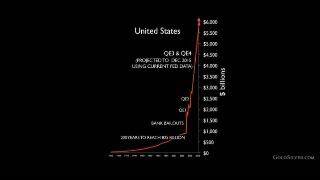 United States
$6,000
$5,500
QE3 & QE4
$5,000
(PROJECTED TO DEC 2015
USING CURRENT FED DATA)
$4,500
$4,000
$3,500
$3,000
$ billions
QE2
$2,500
QE1
$2,000
BANK BAILOUTS
$1,500
$1,000
200 YEARS TO REACH $825 BILLION
$500
$0
GoldSilver.com